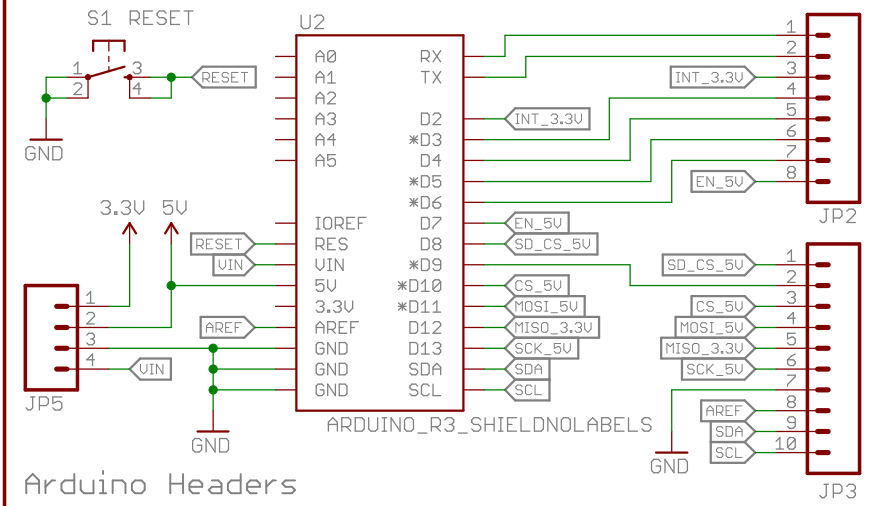 S1 RESET
1
2
3
4
RESET
GND
3.3V
5V
JP5
1
2
3
4
VIN
RESET
VIN
AREF
GND
U2
A0
A1
A2
A3
A4
A5
IOREF
RES
VIN
5V
3.3V
AREF
GND
GND
GND
RX
TX
D2
*D3
D4
*D5
*D6
D7
D8
*D9
*D10
*D11
D12
D13
SDA
SCL
INT_3.3V
EN_5V
SD_CS_5V
CS_5V
MOSI_5V
MISO_3.3V
SCK_5V
SDA
SCL
ARDUINO_R3_SHIELDNOLABELS
1
2
3
4
5
6
7
8
INT_3.3V
EN_5V
JP2
1
2
3
4
5
6
7
8
9
10
SD_CS_5V
CS_5V
MOSI_5V
MISO_3.3V
SCK_5V
AREF
SDA
SCL
GND
JP3
Arduino Headers